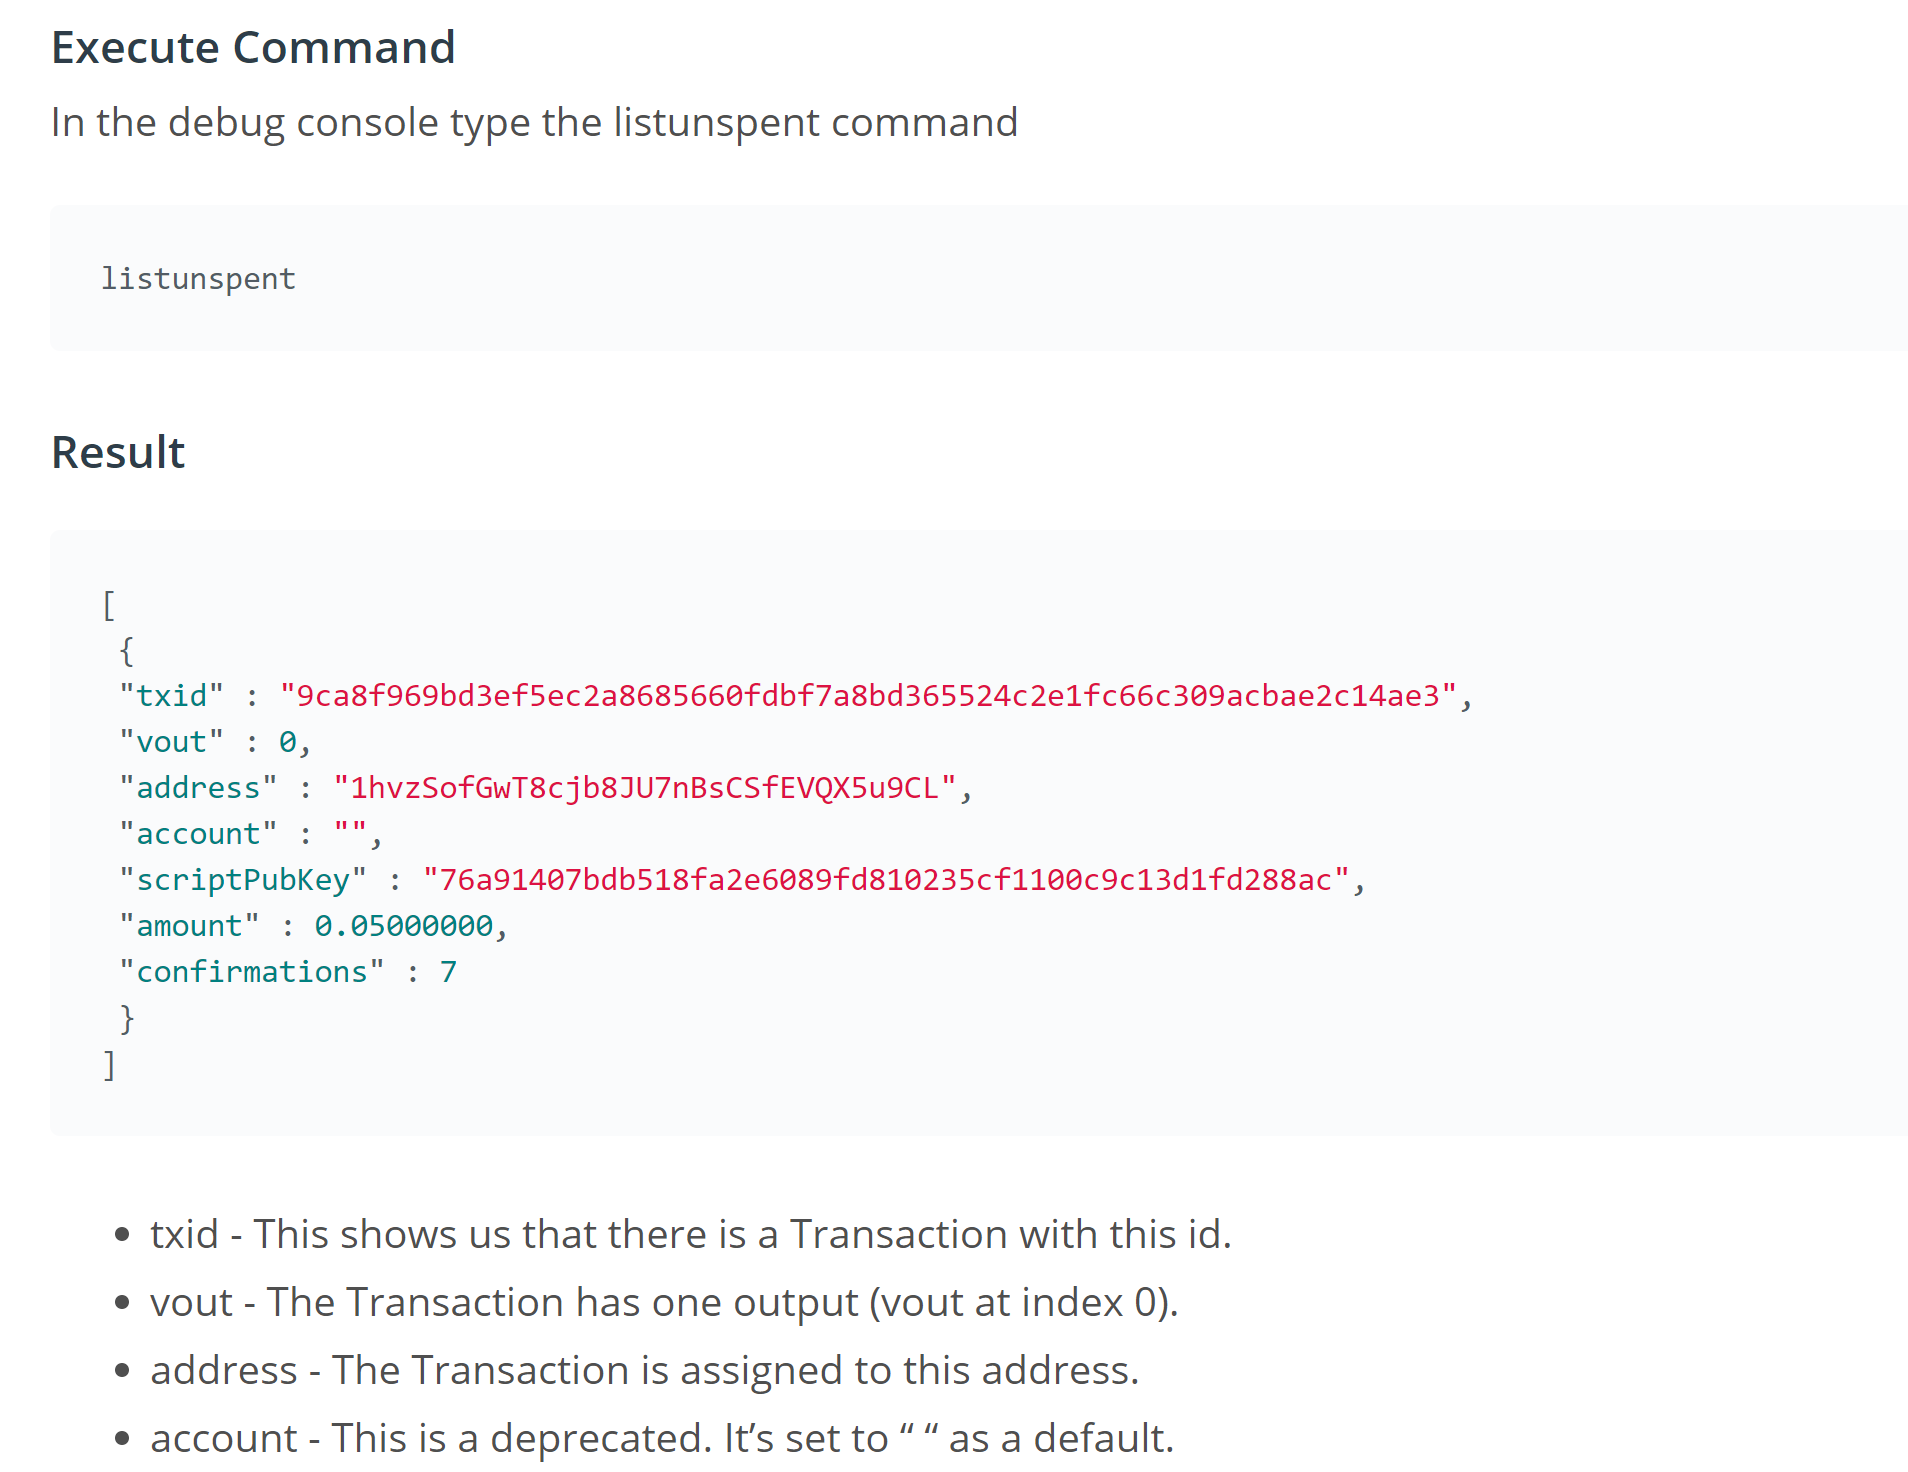 Execute Command
In the debug console type the listunspent command
listunspent
Result
[
{
"txid" : "9ca8f969bd3ef5ec2a8685660fdbf7a8bd365524c2e1fc66c309acbae2c14ae3",
"vout" : 0,
"address" : "1hvzSofGwT8cjb8JU7nBsCSfEVQX5u9CL",
"account" : "",
"scriptPubKey" : "76a91407bdb518fa2e6089fd810235cf1100c9c13d1fd288ac",
"amount" : 0.05000000,
"confirmations" : 7
}
]
• txid - This shows us that there is a Transaction with this id.
• vout - The Transaction has one output (vout at index 0).
• address - The Transaction is assigned to this address.
• account - This is a deprecated. It’s set to “ “ as a default.